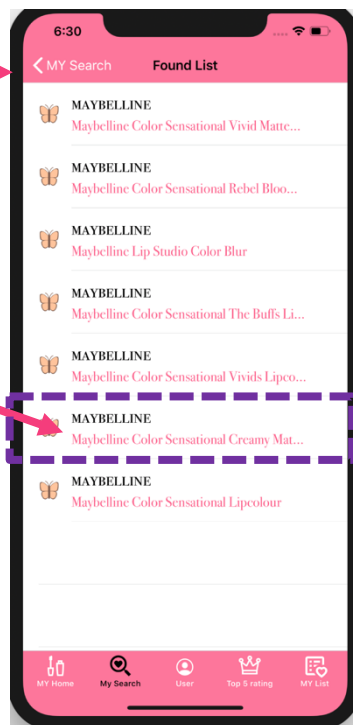 6:30
MY Search
Found List
MAYBELLINE
Maybelline Color Sensational Vivid Matte...
MAYBELLINE
Maybelline Color Sensational Rebel Bloo...
MAYBELLINE
Maybelline Lip Studio Color Blur
MAYBELLINE
Maybelline Color Sensational The Buffs Li...
MAYBELLINE
Maybelline Color Sensational Vivids Lipco...
MAYBELLINE
Maybelline Color Sensational Creamy Mat...
MAYBELLINE
Maybelline Color Sensational Lipcolour
MY Home My Search User Top 5 rating MY List